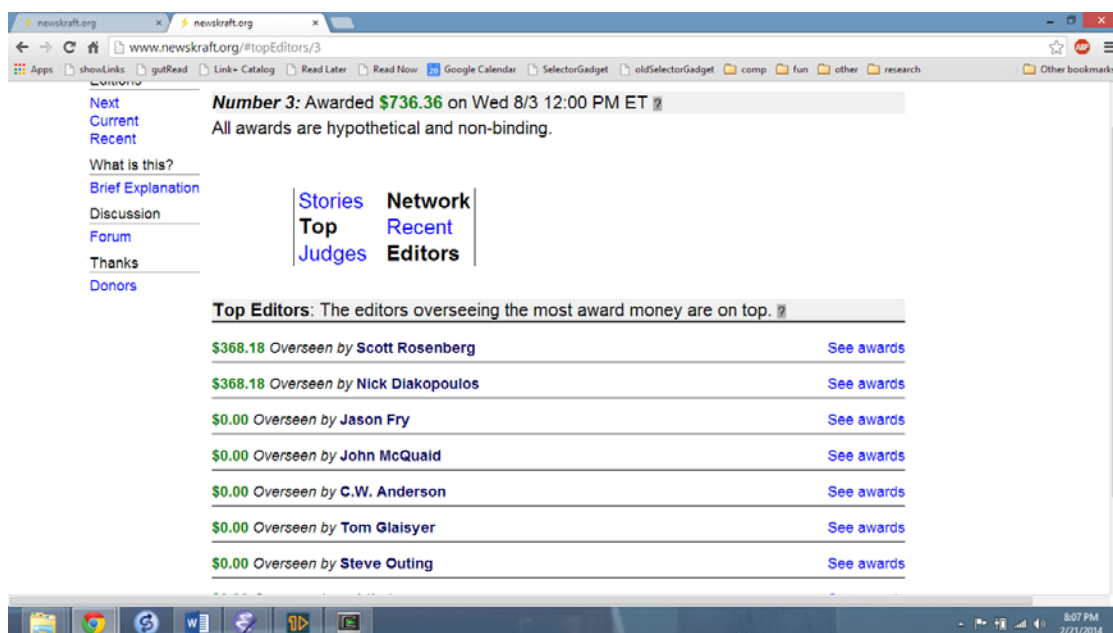 newskraft.org
newskraft.org
www.newskraft.org/#topEditors/3
Apps showLinks gutRead Link+ Catalog Read Later Read Now 20 Google Calendar SelectorGadget oldSelectorGadget comp fun other research Other bookmarks
Editions
Next
Current
Recent
What is this?
Brief Explanation
Discussion
Forum
Thanks
Donors
Number 3: Awarded $736.36 on Wed 8/3 12:00 PM ET ?
All awards are hypothetical and non-binding.
Stories Network
Top Recent
Judges Editors
Top Editors: The editors overseeing the most award money are on top. ?
$368.18 Overseen by Scott Rosenberg See awards
$368.18 Overseen by Nick Diakopoulos See awards
$0.00 Overseen by Jason Fry See awards
$0.00 Overseen by John McQuaid See awards
$0.00 Overseen by C.W. Anderson See awards
$0.00 Overseen by Tom Glaisyer See awards
$0.00 Overseen by Steve Outing See awards
8:07 PM
2/21/2014